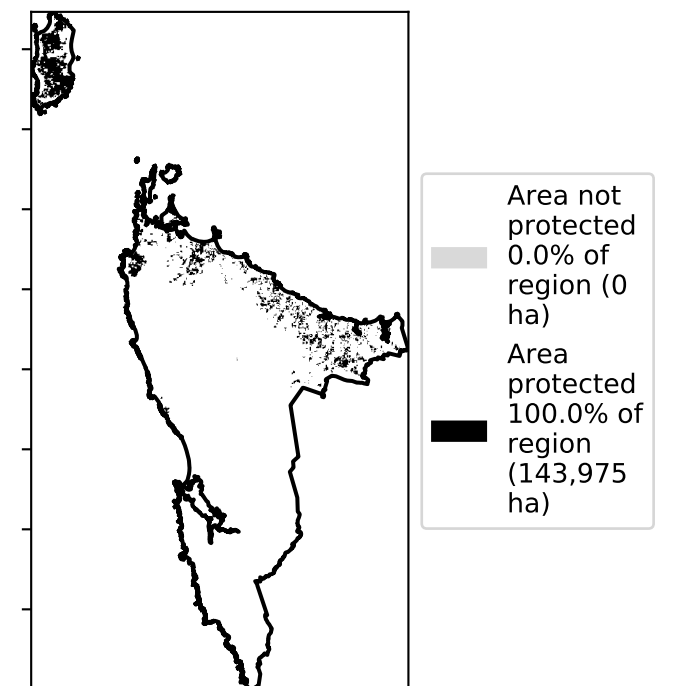 Area not
protected
0.0% of
region (0
ha)
Area
protected
100.0% of
region
(143,975
ha)